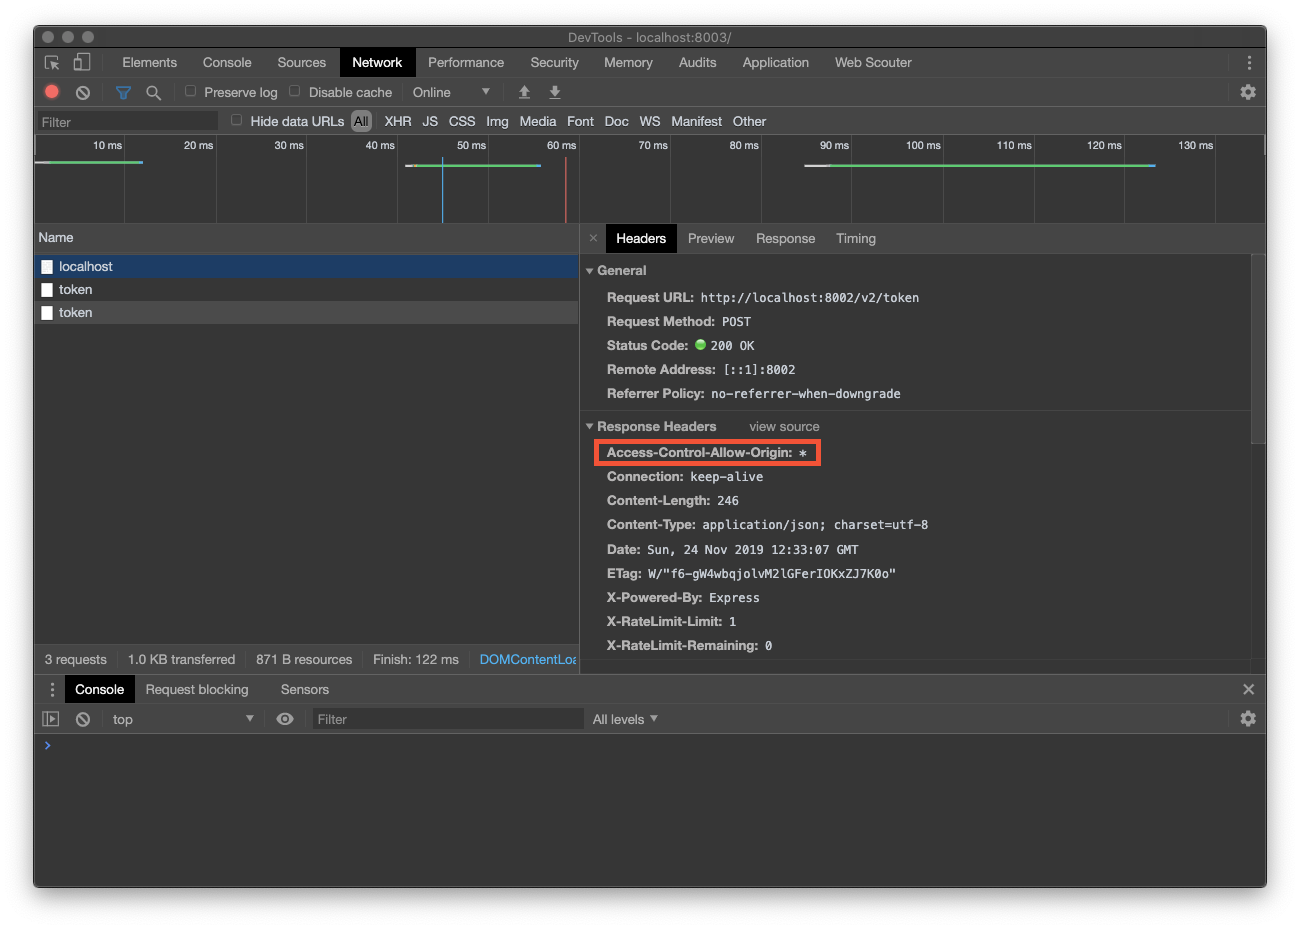 DevTools - localhost:8003/
Elements Console Sources Network Performance Security Memory Audits Application Web Scouter
Preserve log Disable cache Online
Filter Hide data URLs All XHR JS CSS Img Media Font Doc WS Manifest Other
10 ms 20 ms 30 ms 40 ms 50 ms 60 ms 70 ms 80 ms 90 ms 100 ms 110 ms 120 ms 130 ms
Name
localhost
token
token
3 requests 1.0 KB transferred 871 B resources Finish: 122 ms DOMContentLoa
× Headers Preview Response Timing
General
Request URL: http://localhost:8002/v2/token
Request Method: POST
Status Code: 200 OK
Remote Address: [::1]:8002
Referrer Policy: no-referrer-when-downgrade
Response Headers view source
Access-Control-Allow-Origin: *
Connection: keep-alive
Content-Length: 246
Content-Type: application/json; charset=utf-8
Date: Sun, 24 Nov 2019 12:33:07 GMT
ETag: W/"f6-gW4wbqjolvM2lGFerIOKxZJ7K0o"
X-Powered-By: Express
X-RateLimit-Limit: 1
X-RateLimit-Remaining: 0
Console Request blocking Sensors
top Filter All levels